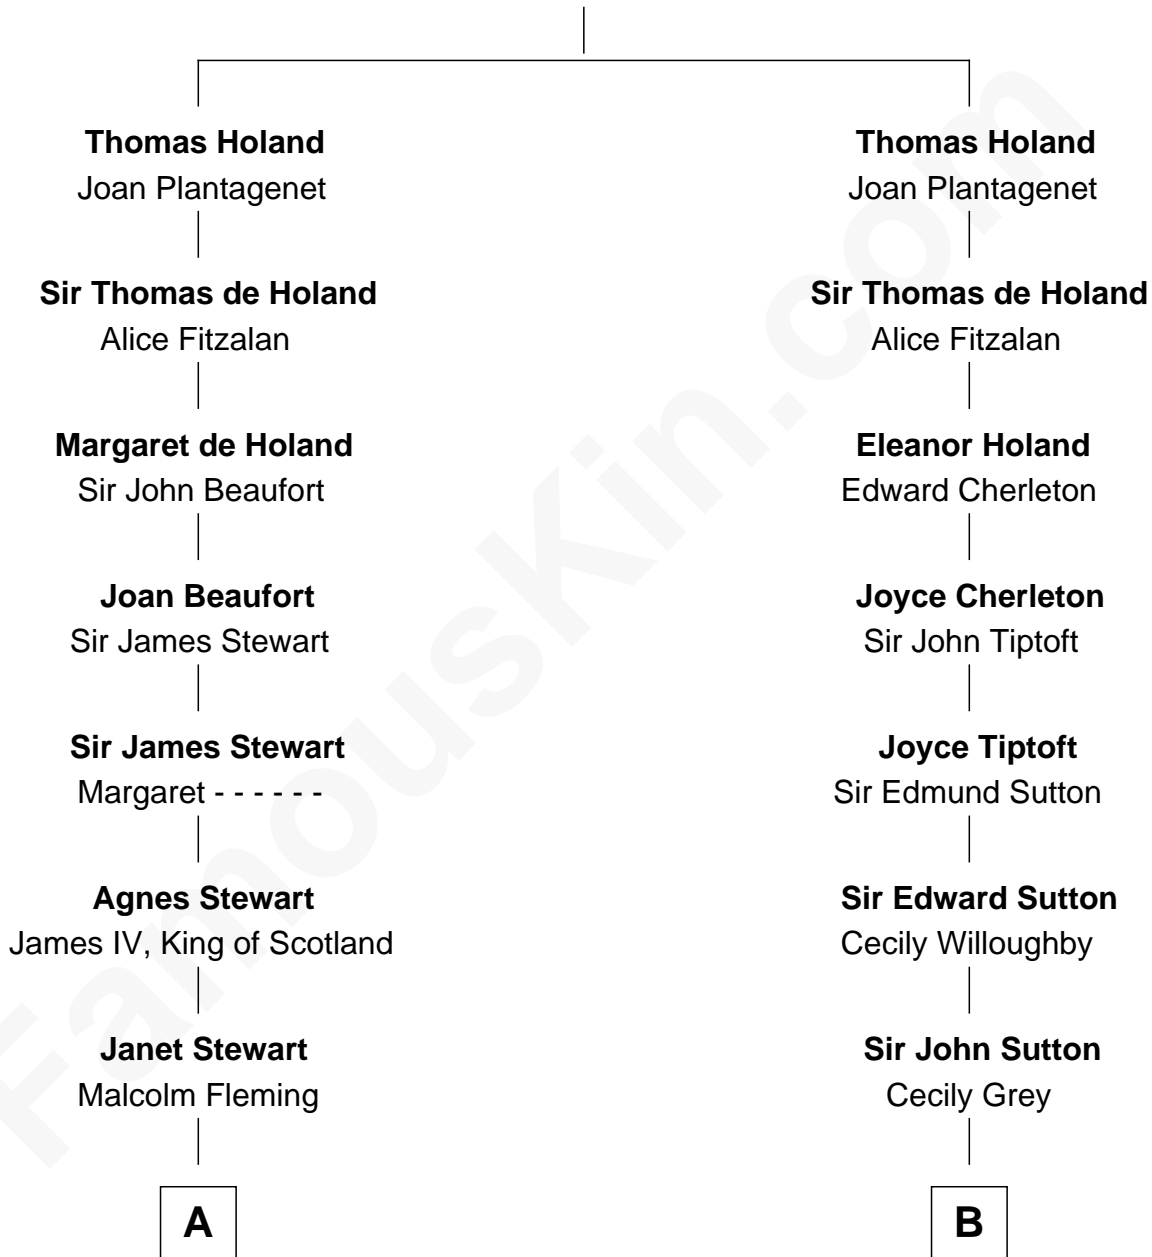 Thomas Holand
Joan Plantagenet
Sir Thomas de Holand
Alice Fitzalan
Margaret de Holand
Sir John Beaufort
Joan Beaufort
Sir James Stewart
Sir James Stewart
Margaret - - - - - -
Agnes Stewart
James IV, King of Scotland
Janet Stewart
Malcolm Fleming
A
Thomas Holand
Joan Plantagenet
Sir Thomas de Holand
Alice Fitzalan
Eleanor Holand
Edward Cherleton
Joyce Cherleton
Sir John Tiptoft
Joyce Tiptoft
Sir Edmund Sutton
Sir Edward Sutton
Cecily Willoughby
Sir John Sutton
Cecily Grey
B
FamousKin.com